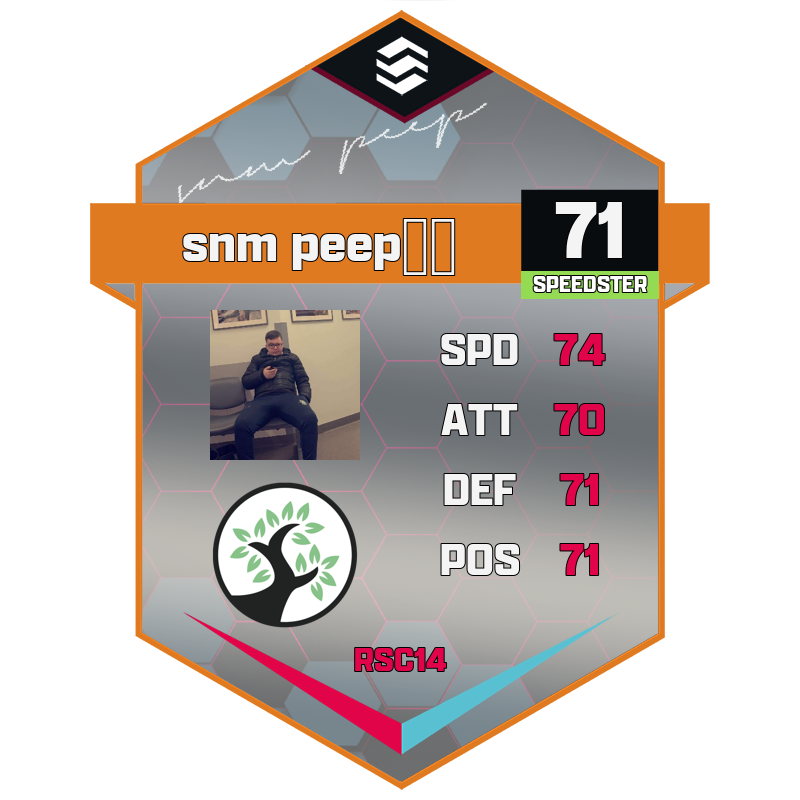 snm peep
snm peep▯▯
71
SPEEDSTER
SPD 74
ATT 70
DEF 71
POS 71
RSC14